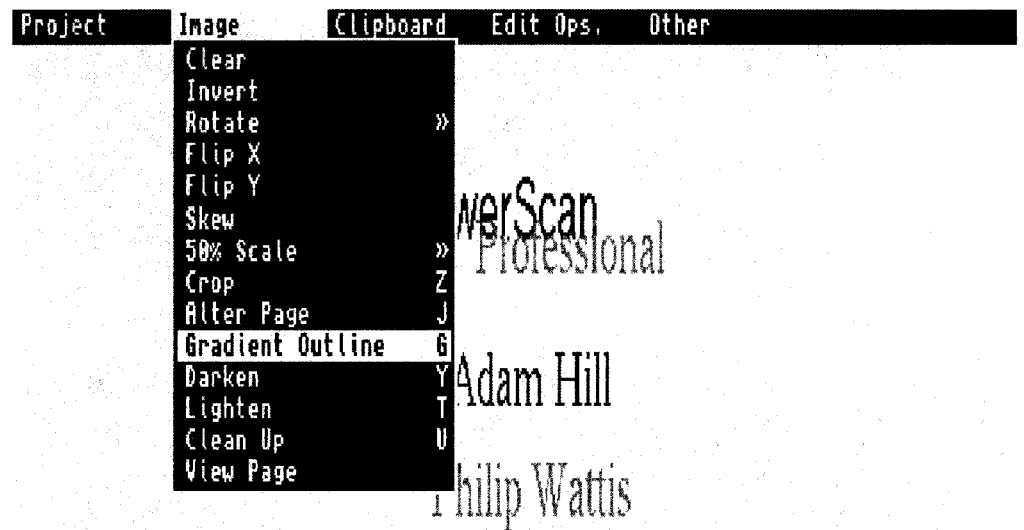 Project Image Clipboard Edit Ops. Other
Clear
Invert
Rotate »
Flip X
Flip Y
Skew
50% Scale »
Crop Z
Alter Page J
Gradient Outline G
Darken Y
Lighten T
Clean Up U
View Page
werScan
Professional
Adam Hill
Philip Wattis